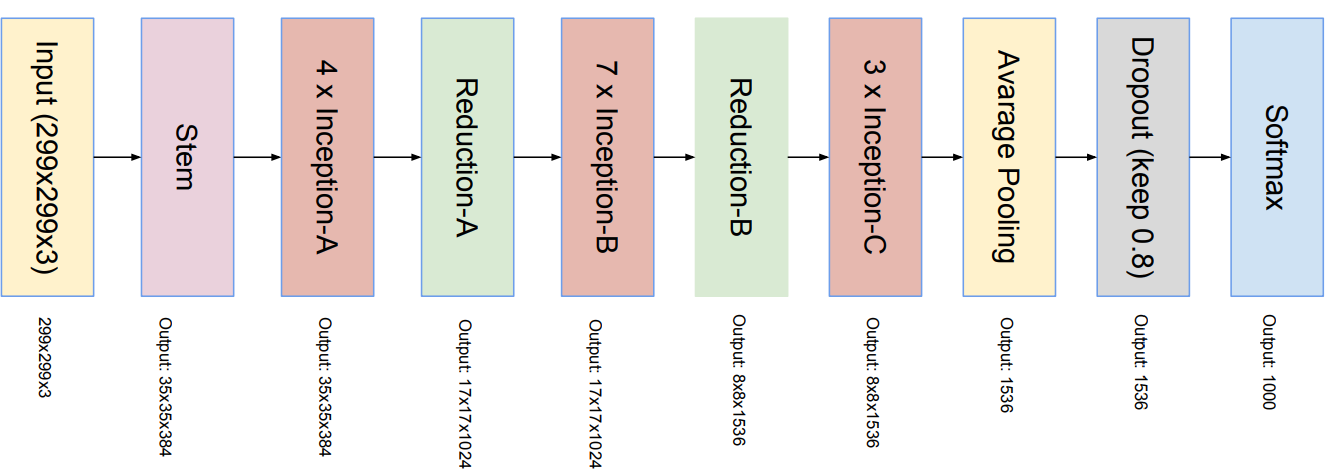 Input (299x299x3)
Stem
4 x Inception-A
Reduction-A
7 x Inception-B
Reduction-B
3 x Inception-C
Avarage Pooling
Dropout (keep 0.8)
Softmax
299x299x3
Output: 35x35x384
Output: 35x35x384
Output: 17x17x1024
Output: 17x17x1024
Output: 8x8x1536
Output: 8x8x1536
Output: 1536
Output: 1536
Output: 1000